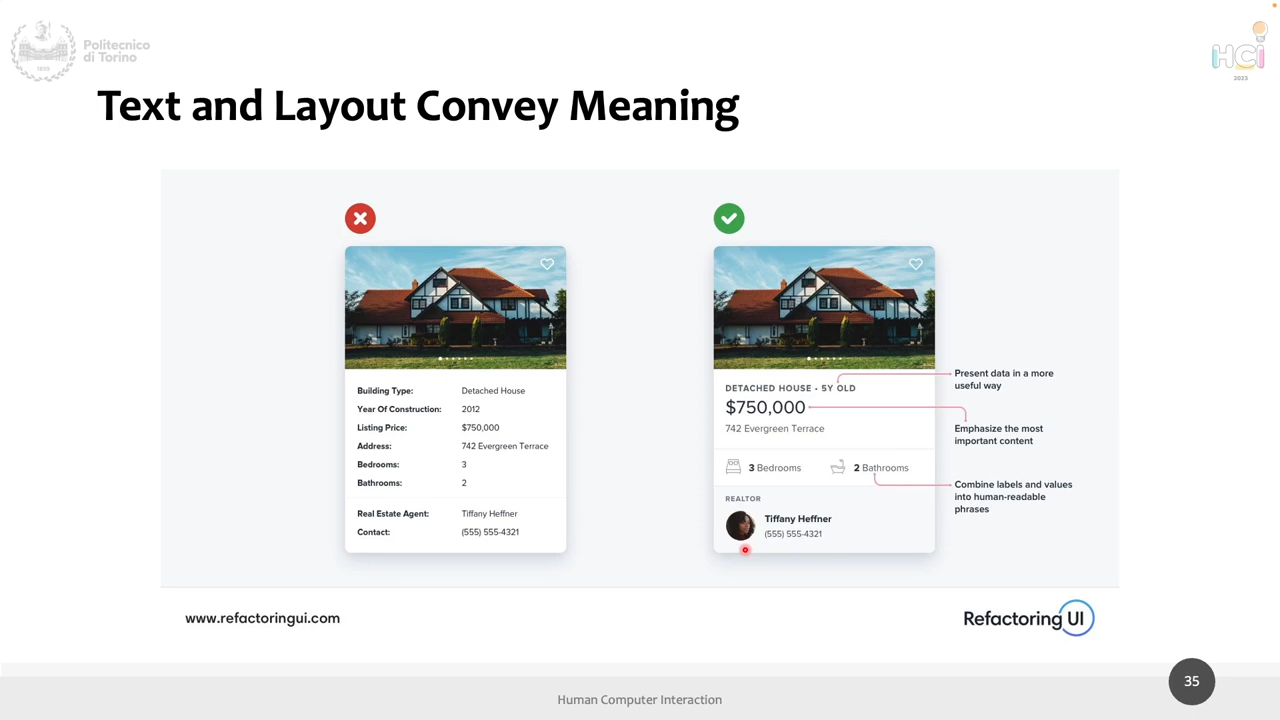 Politecnico
di Torino
1859
HCI
2023
Text and Layout Convey Meaning
Building Type: Detached House
Year Of Construction: 2012
Listing Price: $750,000
Address: 742 Evergreen Terrace
Bedrooms: 3
Bathrooms: 2
Real Estate Agent: Tiffany Heffner
Contact: (555) 555-4321
DETACHED HOUSE • 5Y OLD
$750,000
742 Evergreen Terrace
3 Bedrooms 2 Bathrooms
REALTOR
Tiffany Heffner
(555) 555-4321
Present data in a more
useful way
Emphasize the most
important content
Combine labels and values
into human-readable
phrases
www.refactoringui.com
Refactoring UI
Human Computer Interaction
35